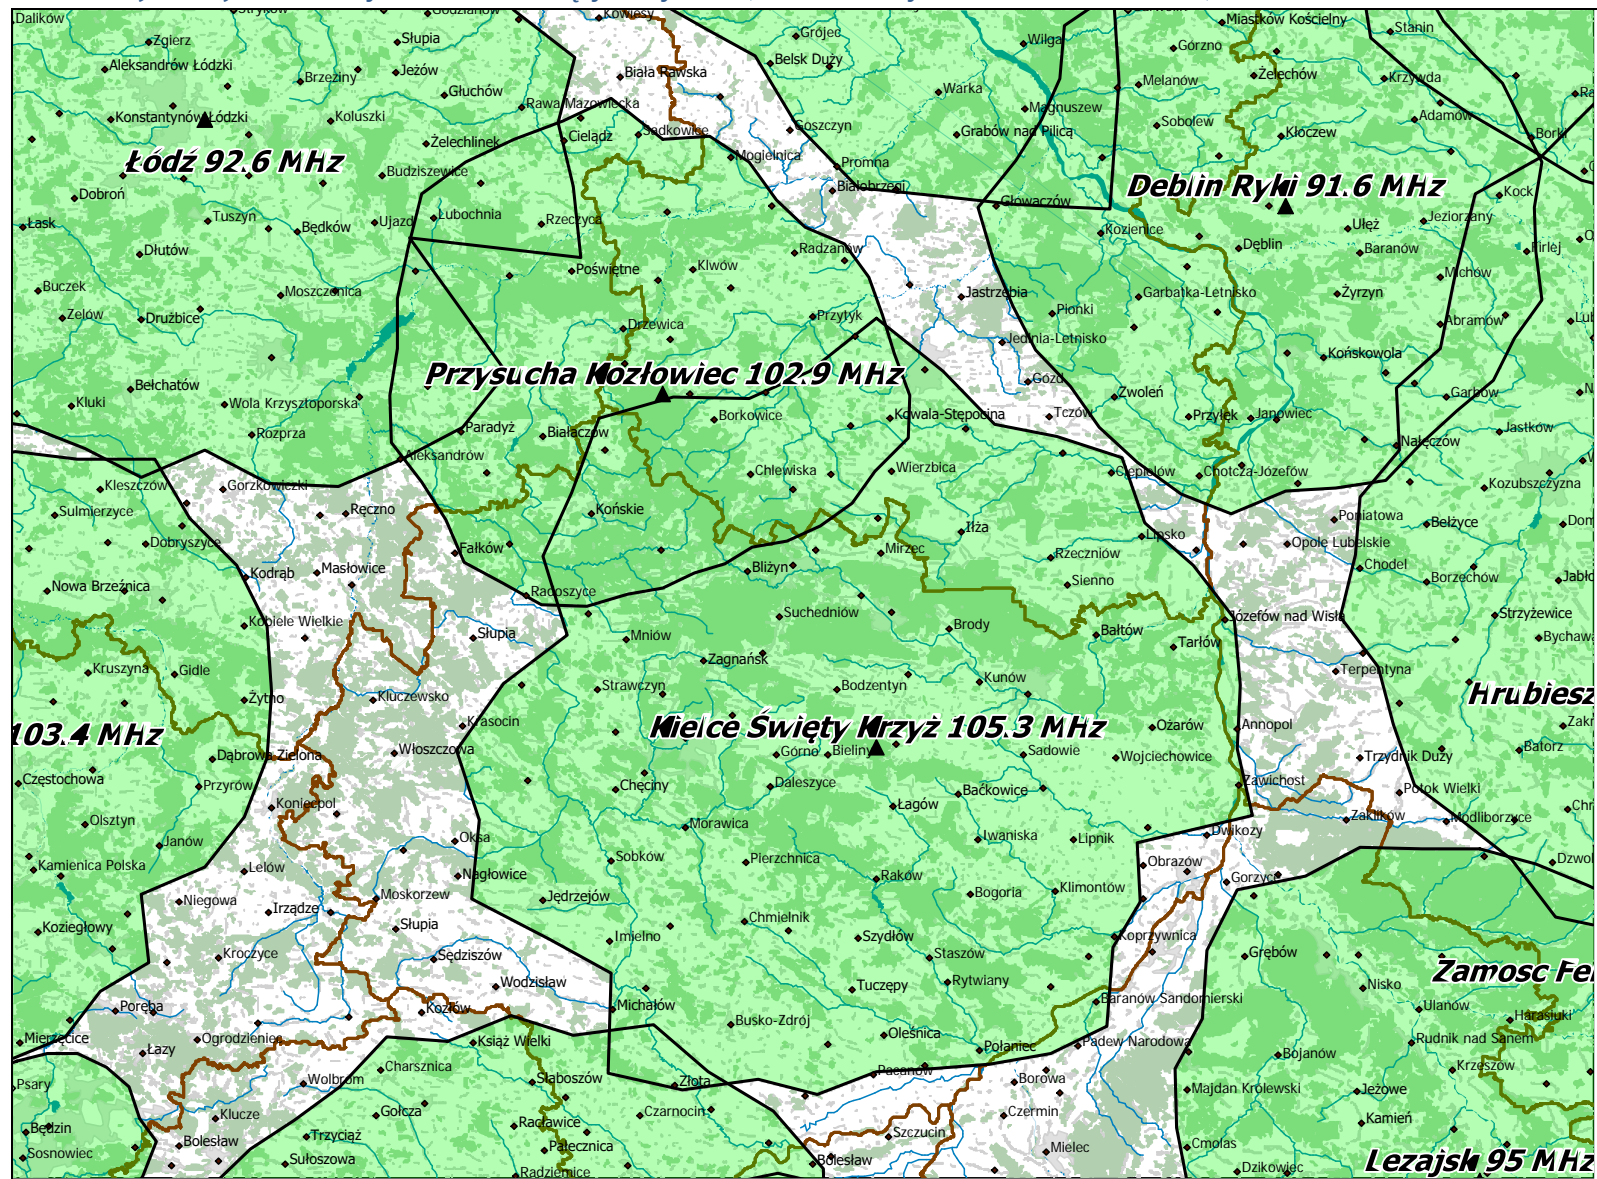 Dalików
Stryków
Godzianów
Kowiesy
Miastków Kościelny
Stanin
Zgierz
Słupia
Grójec
Wilga
Górzno
Aleksandrów Łódzki
Brzeziny
Jeżów
Biała Rawska
Belsk Duży
Żelechów
Krzywda
Głuchów
Warka
Melanów
Rawa Mazowiecka
Magnuszew
Konstantynów Łódzki
Koluszki
Sobolew
Adamów
Cielądz
Sadkowice
Goszczyn
Grabów nad Pilicą
Kłoczew
Borki
Żelechlinek
Łódź 92.6 MHz
Mogielnica
Promna
Budziszewice
Białobrzegi
Deblin Ryki 91.6 MHz
Dobroń
Kock
Głowaczów
Tuszyn
Lubochnia
Rzeczyca
Łask
Będków
Ujazd
Kozienice
Ułęż
Jeziorzany
Dłutów
Radzanów
Dęblin
Baranów
Firlej
Poświętne
Klwów
Michów
Buczek
Moszczenica
Jastrzębia
Garbatka-Letnisko
Żyrzyn
Zelów
Drużbice
Drzewica
Przytyk
Pionki
Abramów
Jedlnia-Letnisko
Końskowola
Przysucha Kozłowiec 102.9 MHz
Gózd
Bełchatów
Zwoleń
Garbów
Kluki
Wola Krzysztoporska
Borkowice
Kowala-Stępocina
Tczów
Przyłęk
Janowiec
Rozprza
Paradyż
Białaczów
Nałęczów
Jastków
Aleksandrów
Chlewiska
Wierzbica
Ciepielów
Chotcza-Józefów
Kleszczów
Gorzkowiczki
Kozubszczyzna
Sulmierzyce
Ręczno
Końskie
Iłża
Poniatowa
Bełżyce
Dobryszyce
Fałków
Mirzec
Rzeczniów
Lipsko
Opole Lubelskie
Kodrąb
Masłowice
Bliżyn
Sienno
Chodel
Borzechów
Nowa Brzeźnica
Radoszyce
Suchedniów
Józefów nad Wisłą
Strzyżewice
Kobiele Wielkie
Słupia
Mniów
Brody
Bałtów
Tarłów
Bychawa
Kruszyna
Gidle
Zagnańsk
Terpentyna
Żytno
Kluczewsko
Strawczyn
Bodzentyn
Kunów
Hrubiesz
103.4 MHz
Krasocin
Kielce Święty Krzyż 105.3 MHz
Ożarów
Annopol
Dąbrowa Zielona
Włoszczowa
Górno
Bieliny
Sadowie
Wojciechowice
Trzydnik Duży
Batorz
Częstochowa
Przyrów
Chęciny
Daleszyce
Baćkowice
Zawichost
Potok Wielki
Koniecpol
Łagów
Olsztyn
Morawica
Zaklików
Modliborzyce
Janów
Oksa
Iwaniska
Lipnik
Dwikozy
Kamienica Polska
Lelów
Nagłowice
Sobków
Pierzchnica
Raków
Obrazów
Gorzyce
Niegowa
Moskorzew
Jędrzejów
Bogoria
Klimontów
Irządze
Koziegłowy
Słupia
Imielno
Chmielnik
Szydłów
Koprzywnica
Kroczyce
Sędziszów
Staszów
Grębów
Zamosc Fel
Wodzisław
Tuczępy
Rytwiany
Nisko
Poręba
Kozłów
Michałów
Baranów Sandomierski
Ulanów
Harasiuki
Mierzęcice
Ogrodzieniec
Książ Wielki
Busko-Zdrój
Oleśnica
Połaniec
Padew Narodowa
Rudnik nad Sanem
Łazy
Bojanów
Psary
Wolbrom
Charsznica
Słaboszów
Złota
Pacanów
Borowa
Majdan Królewski
Krzeszów
Jeżowe
Będzin
Klucze
Gołcza
Racławice
Czarnocin
Czermin
Kamień
Sosnowiec
Bolesław
Trzyciąż
Pałecznica
Szczucin
Mielec
Cmolas
Sułoszowa
Radziemice
Bolesław
Dzikowiec
Lezajsk 95 MHz